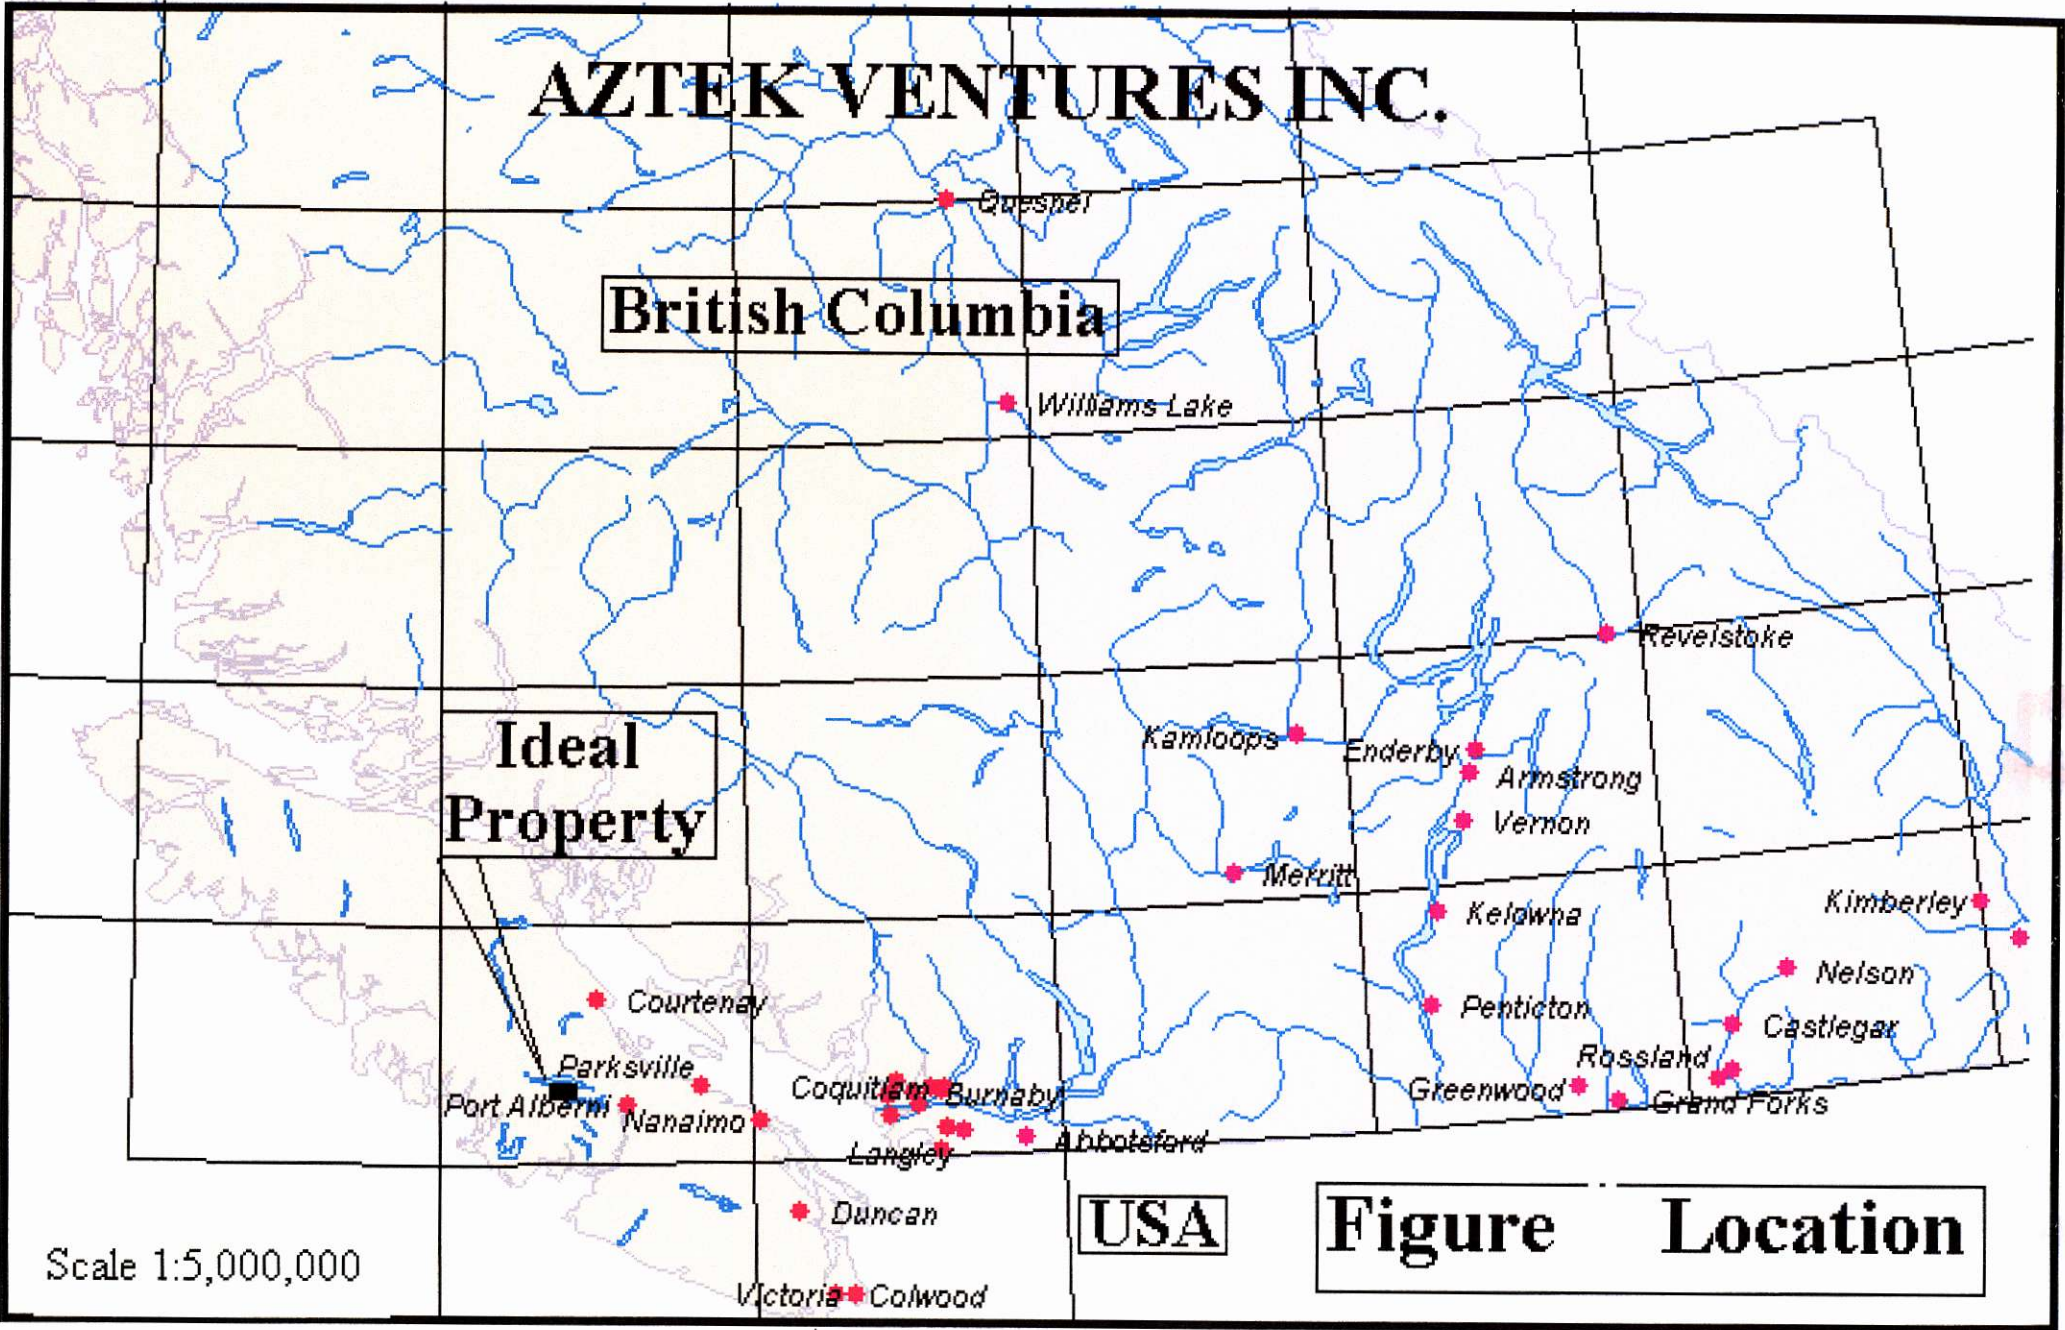 AZTEK VENTURES INC.
Quesnel
British Columbia
Williams Lake
Revelstoke
Ideal
Property
Kamloops
Enderby
Armstrong
Vernon
Merritt
Kelowna
Kimberley
Nelson
Courtenay
Penticton
Castlegar
Rossland
Parksville
Coquitlam
Burnaby
Greenwood
Grand Forks
Port Alberni
Nanaimo
Abbotsford
Langley
Duncan
USA
Figure Location
Scale 1:5,000,000
Victoria
Colwood